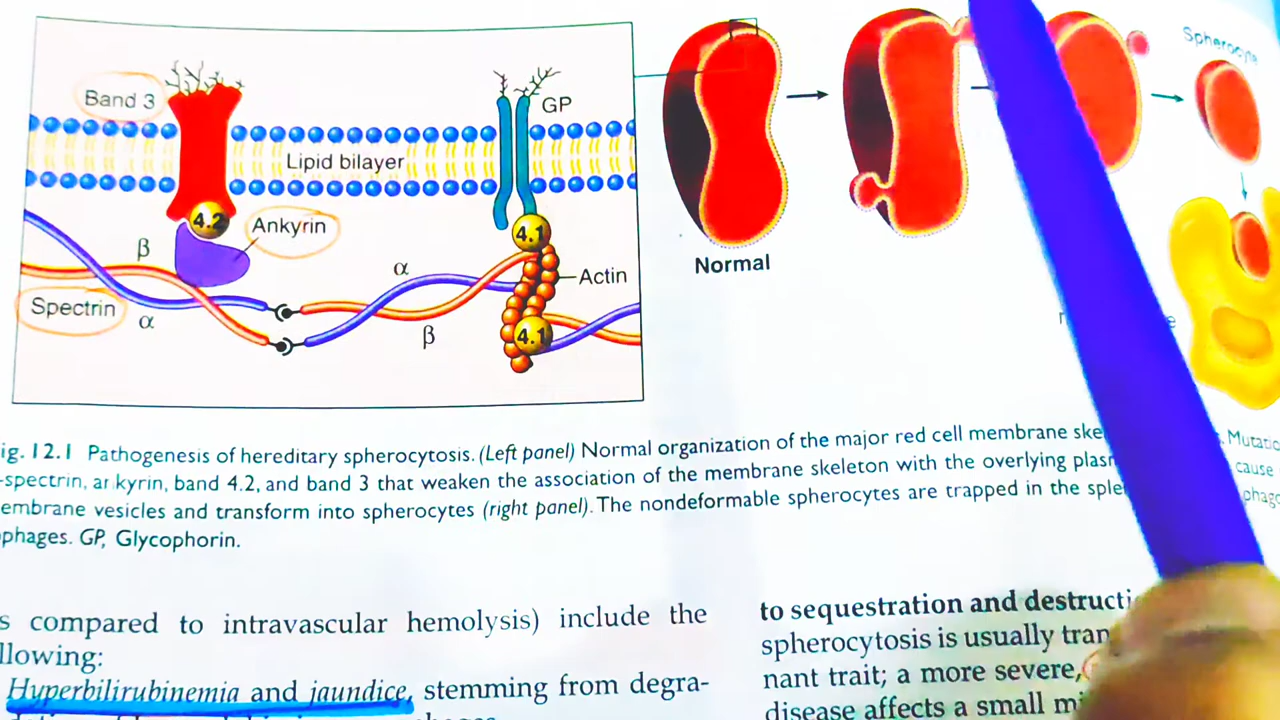 Band 3
GP
Lipid bilayer
4.2
Ankyrin
4.1
β
α
Actin
Spectrin
α
β
4.1
Normal
Spherocyte
ig. 12.1 Pathogenesis of hereditary spherocytosis. (Left panel) Normal organization of the major red cell membrane ske
-spectrin, ankyrin, band 4.2, and band 3 that weaken the association of the membrane skeleton with the overlying plasm
embrane vesicles and transform into spherocytes (right panel). The nondeformable spherocytes are trapped in the sple
phages. GP, Glycophorin.
s. Mutatio
cause
phago
s compared to intravascular hemolysis) include the
llowing:
Hyperbilirubinemia and jaundice, stemming from degra-
to sequestration and destructi
spherocytosis is usually tran
nant trait; a more severe,
disease affects a small mi